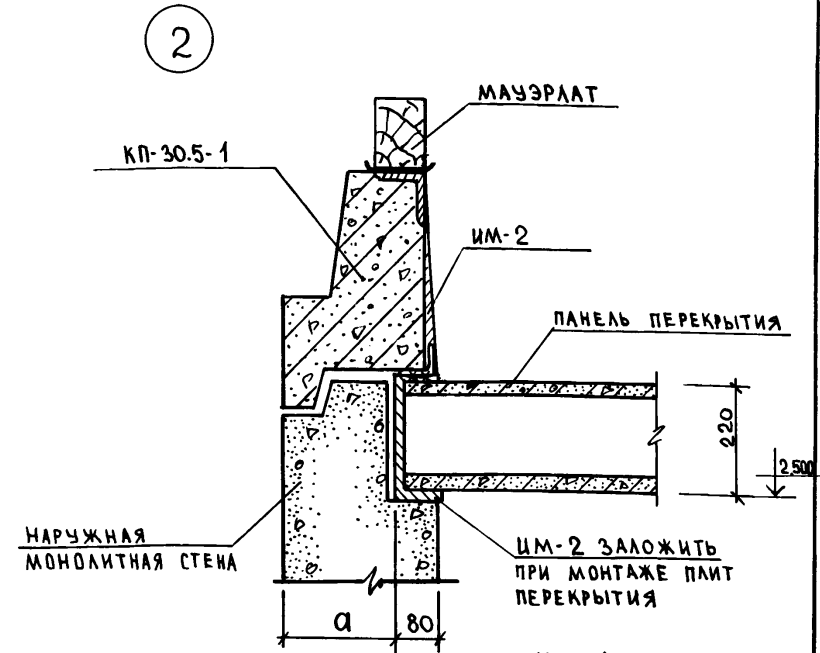 2
МАУЭРЛАТ
КП-30.5-1
ИМ-2
ПАНЕЛЬ ПЕРЕКРЫТИЯ
220
2.500
НАРУЖНАЯ
МОНОЛИТНАЯ СТЕНА
ИМ-2 ЗАЛОЖИТЬ
ПРИ МОНТАЖЕ ПЛИТ
ПЕРЕКРЫТИЯ
а
80